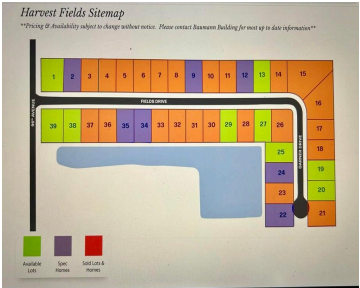 Harvest Fields Sitemap
**Pricing & Availability subject to change without notice. Please contact Baumann Building for most up to date information**
1 2 3 4 5 6 7 8 9 10 11 12 13 14 15
16
FIELDS DRIVE
17
39 38 37 36 35 34 33 32 31 30 29 28 27 26
18
25
24
23
22
19
20
21
GARNER DRIVE
AVENUE
Available
Lots
Spec
Homes
Sold Lots &
Homes